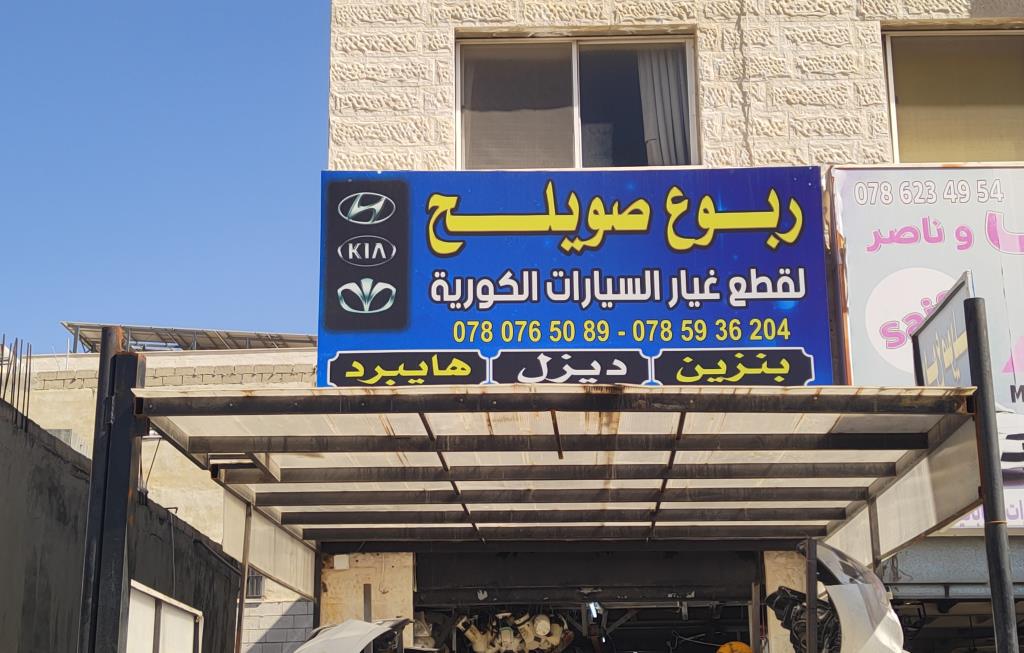 ربوع صويلح
لقطع غيار السيارات الكورية
078 076 50 89 - 078 59 36 204
بنزين ديزل هايبرد
KIA
078 623 49 54
و ناصر